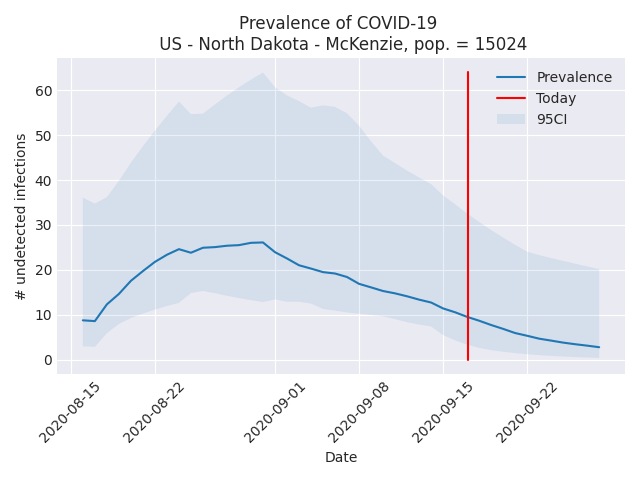 Prevalence of COVID-19
US - North Dakota - McKenzie, pop. = 15024
Prevalence
Today
95CI
# undetected infections
60
50
40
30
20
10
0
2020-08-15
2020-08-22
2020-09-01
2020-09-08
2020-09-15
2020-09-22
Date